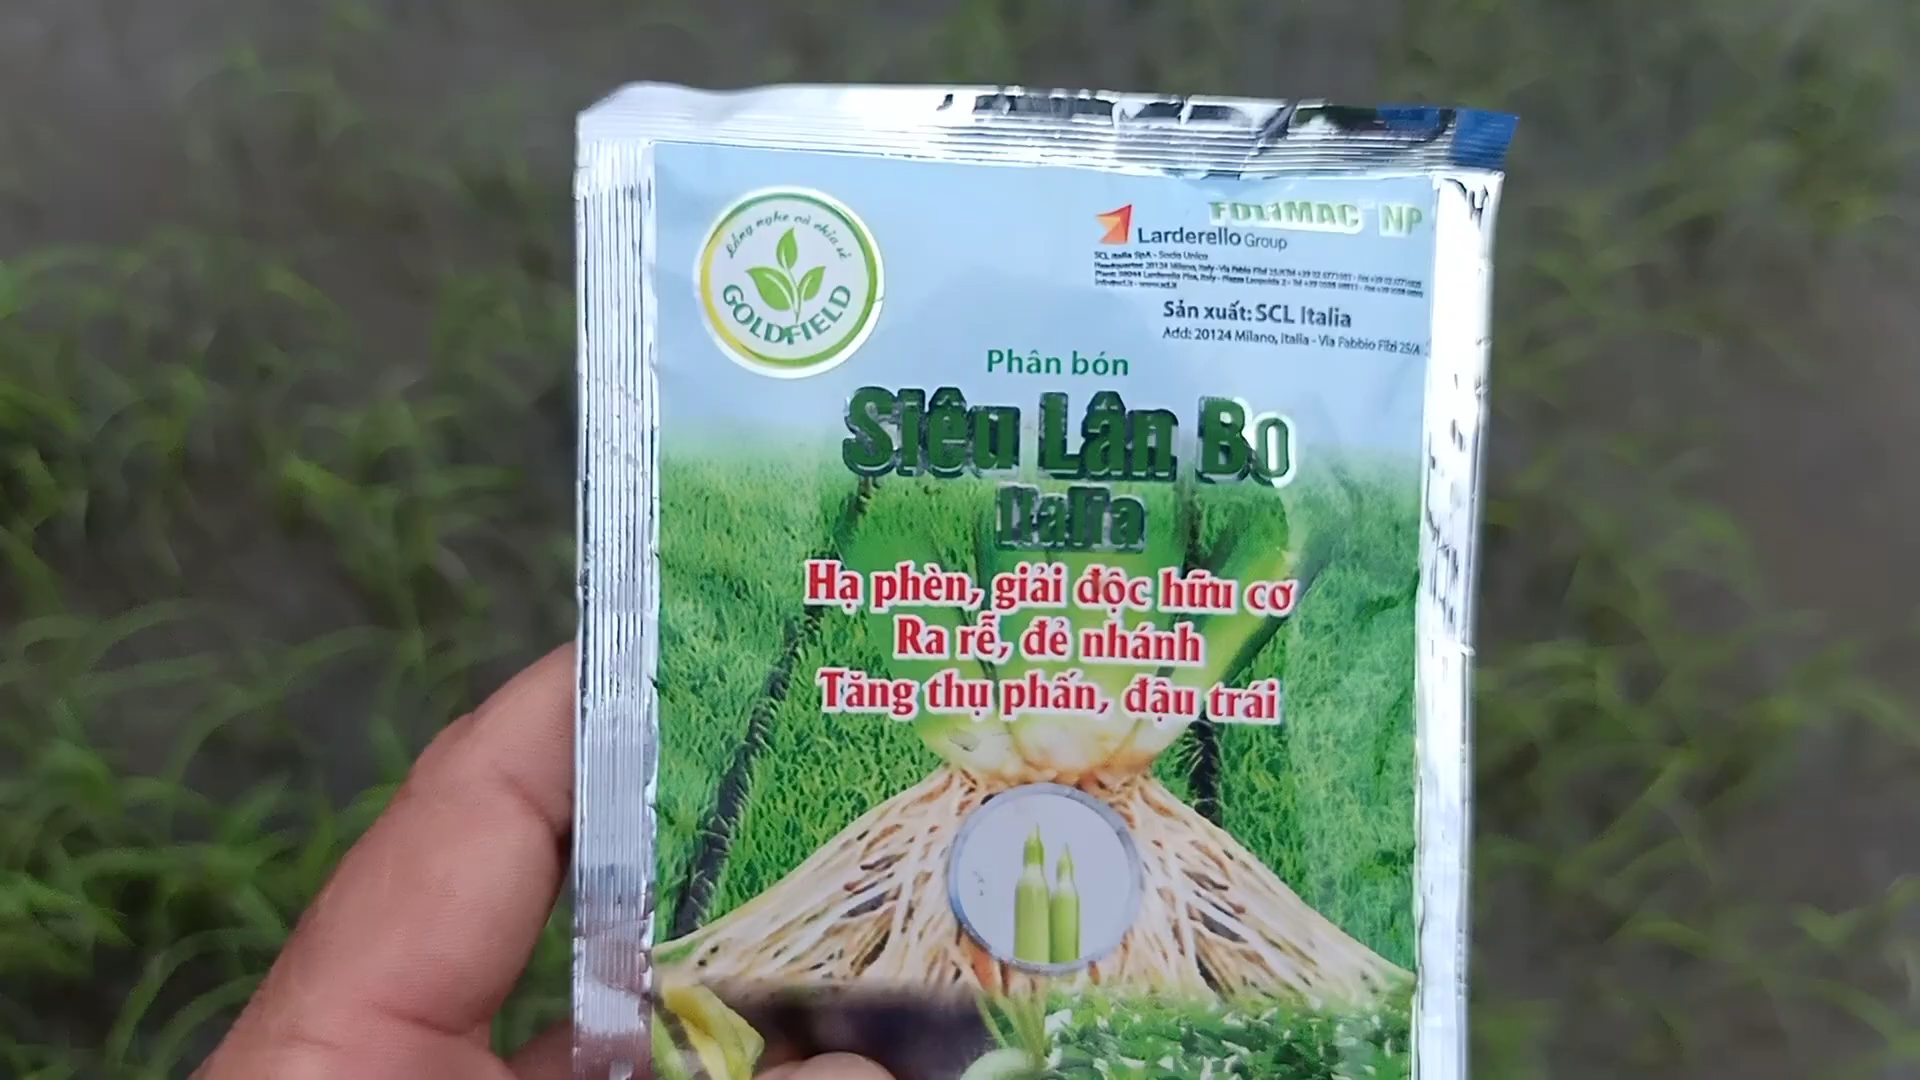 Lắng nghe và chia sẻ
GOLDFIELD
FOLIMAC NP
Larderello Group
SCL Italia SpA - Socio Unico
Sản xuất: SCL Italia
Add: 20124 Milano, Italia - Via Fabbio Filzi 25/A
Phân bón
Siêu Lân Bo
Italia
Hạ phèn, giải độc hữu cơ
Ra rễ, đẻ nhánh
Tăng thụ phấn, đậu trái